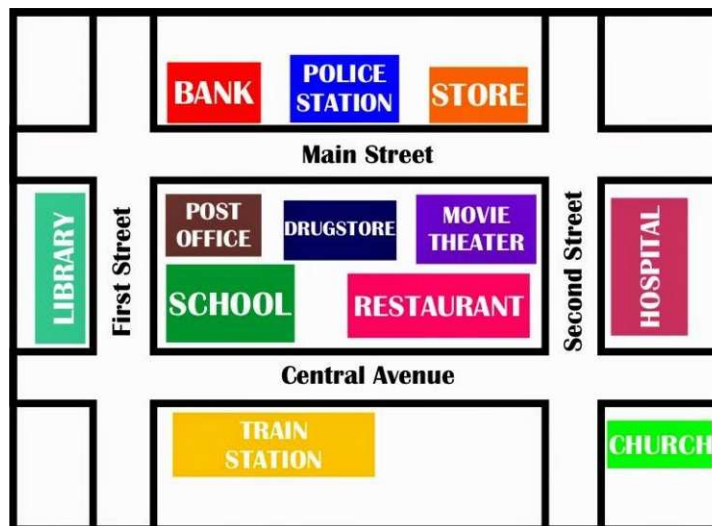 BANK
POLICE
STATION
STORE
Main Street
LIBRARY
First Street
POST
OFFICE
DRUGSTORE
MOVIE
THEATER
SCHOOL
RESTAURANT
Second Street
HOSPITAL
Central Avenue
TRAIN
STATION
CHURCH